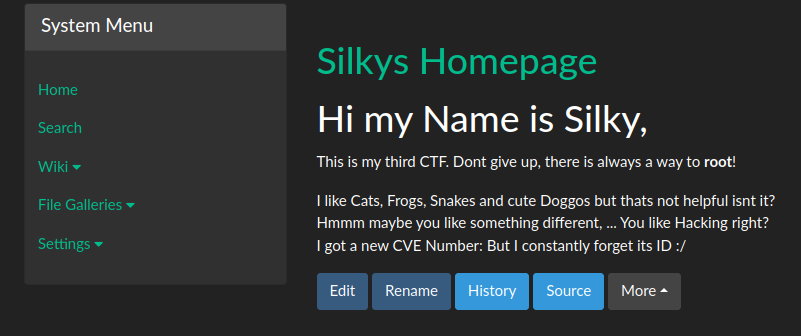 System Menu
Home
Search
Wiki
File Galleries
Settings
Silkys Homepage
Hi my Name is Silky,
This is my third CTF. Dont give up, there is always a way to root!
I like Cats, Frogs, Snakes and cute Doggos but thats not helpful isnt it?
Hmmm maybe you like something different, ... You like Hacking right?
I got a new CVE Number: But I constantly forget its ID :/
Edit Rename History Source More